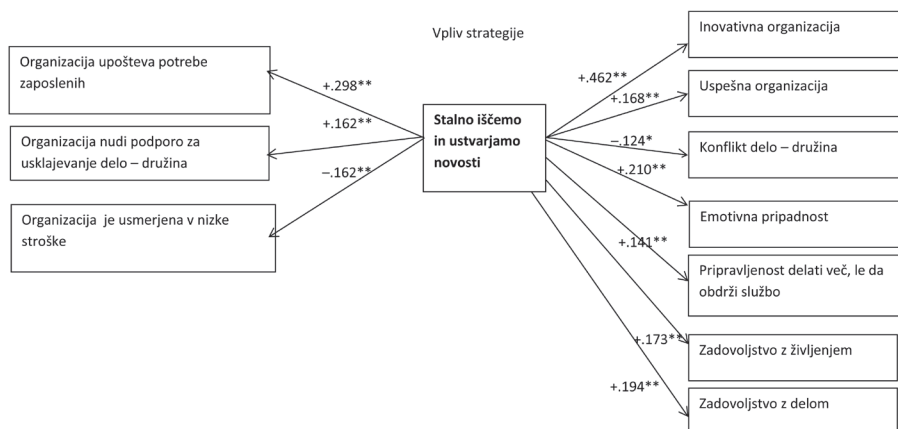 Vpliv strategije
Organizacija upošteva potrebe
zaposlenih
Organizacija nudi podporo za
usklajevanje delo – družina
Organizacija je usmerjena v nizke
stroške
+.298**
+.162**
–.162**
Stalno iščemo
in ustvarjamo
novosti
+.462**
+.168**
–.124*
+.210**
+.141**
+.173**
+.194**
Inovativna organizacija
Uspešna organizacija
Konflikt delo – družina
Emotivna pripadnost
Pripravljenost delati več, le da
obdrži službo
Zadovoljstvo z življenjem
Zadovoljstvo z delom